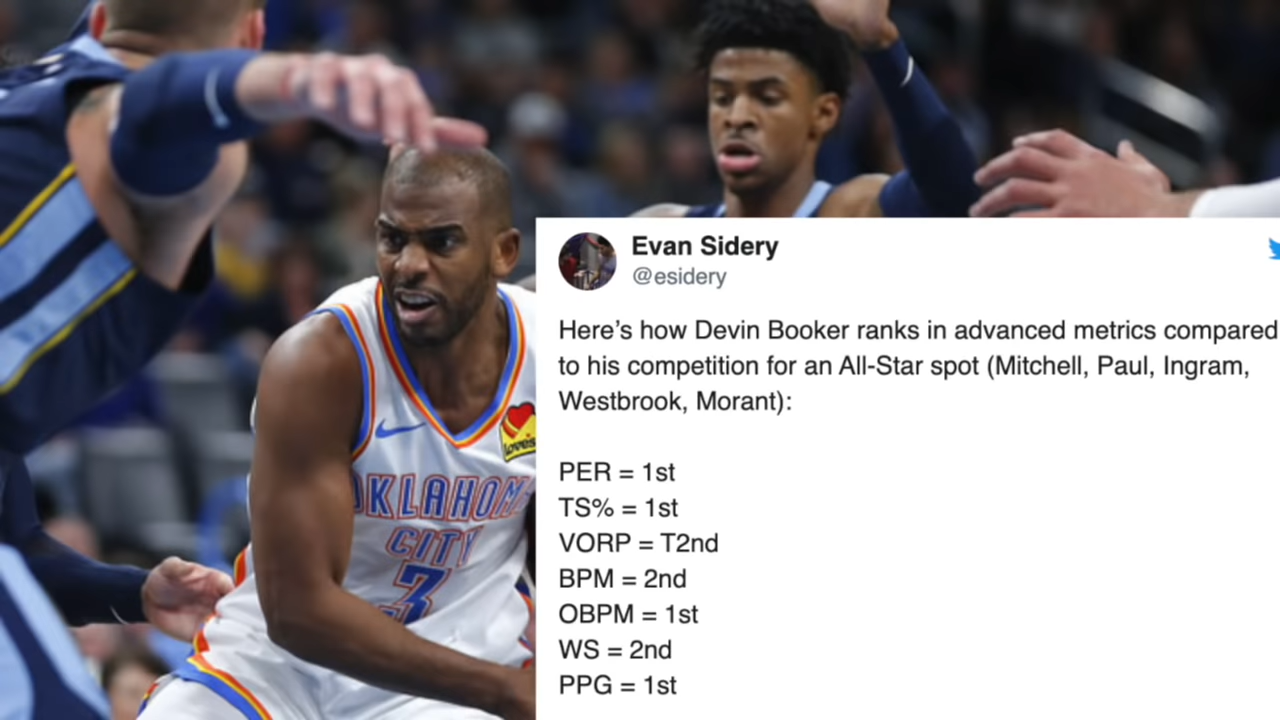 Evan Sidery
@esidery
Here’s how Devin Booker ranks in advanced metrics compared
to his competition for an All-Star spot (Mitchell, Paul, Ingram,
Westbrook, Morant):
PER = 1st
TS% = 1st
VORP = T2nd
BPM = 2nd
OBPM = 1st
WS = 2nd
PPG = 1st
love's
OKLAHOM
CITY
3